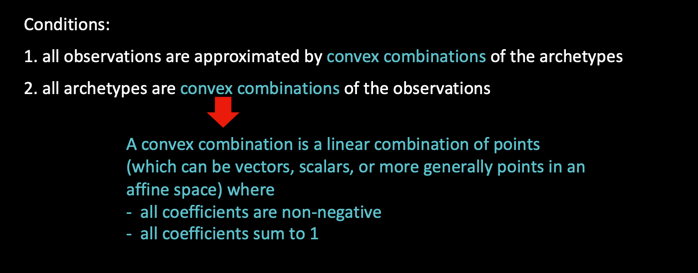 Conditions:
1. all observations are approximated by convex combinations of the archetypes
2. all archetypes are convex combinations of the observations
A convex combination is a linear combination of points
(which can be vectors, scalars, or more generally points in an
affine space) where
- all coefficients are non-negative
- all coefficients sum to 1